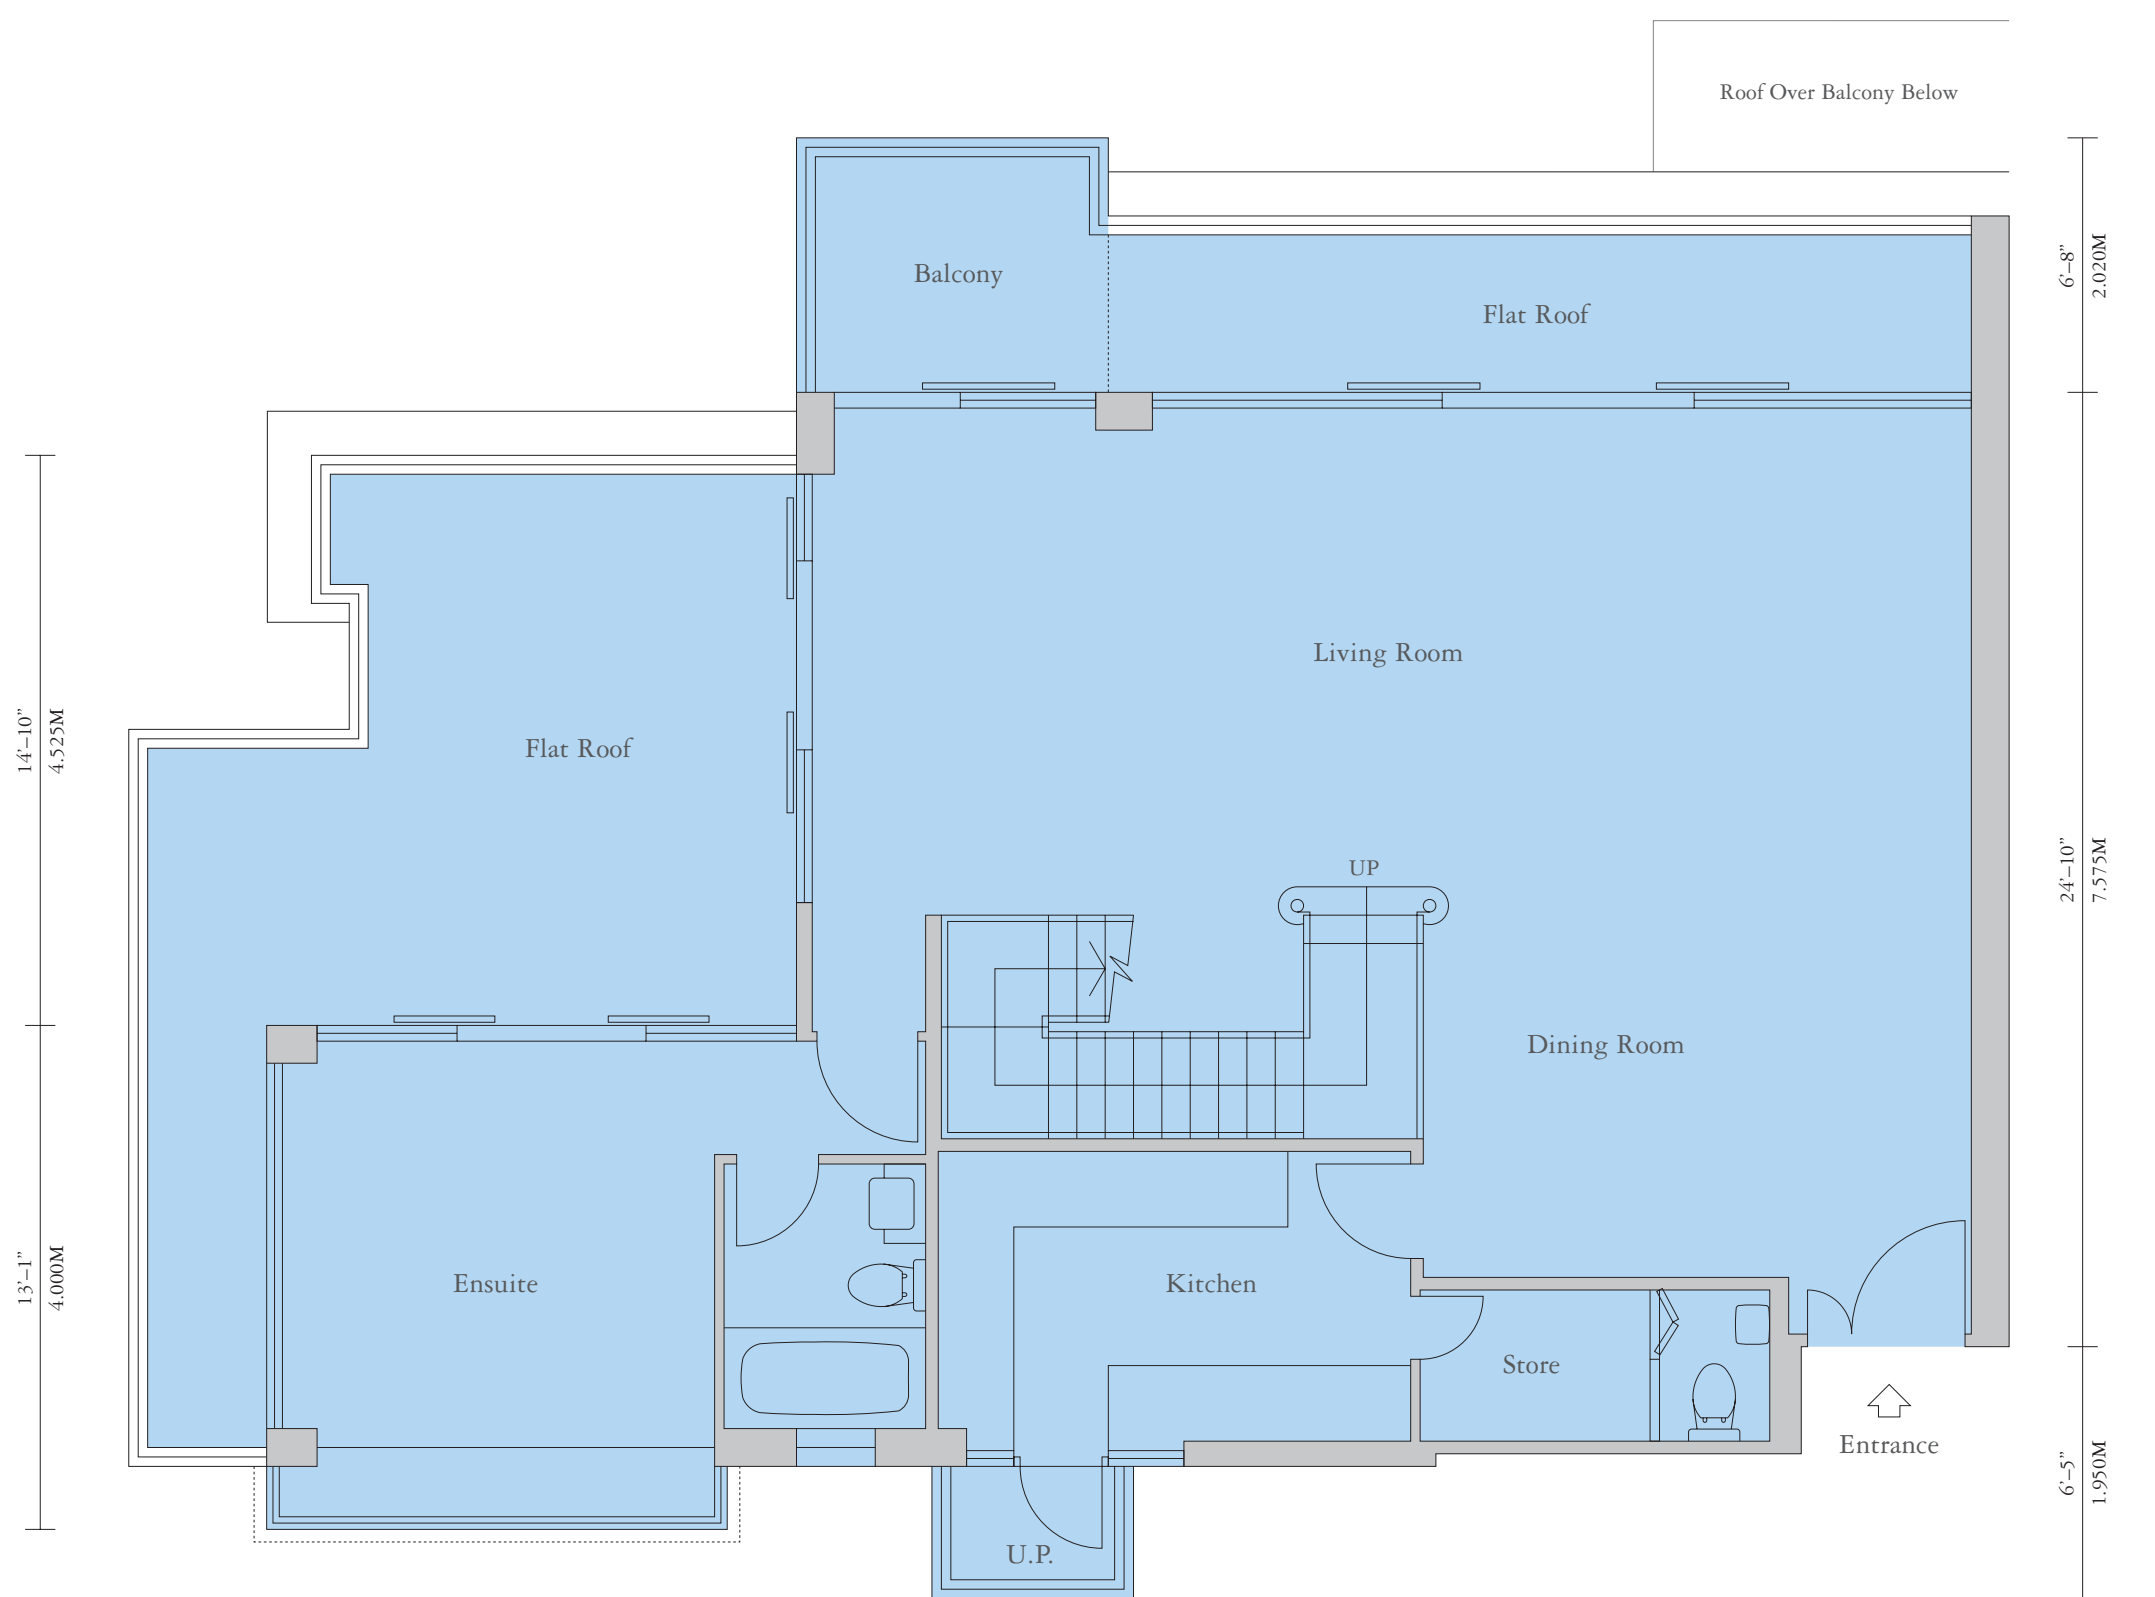 Roof Over Balcony Below
Balcony
Flat Roof
6'–8"
2.020M
Living Room
Flat Roof
14'–10"
4.525M
UP
24'–10"
7.575M
Dining Room
Ensuite
Kitchen
13'–1"
4.000M
Store
Entrance
6'–5"
1.950M
U.P.